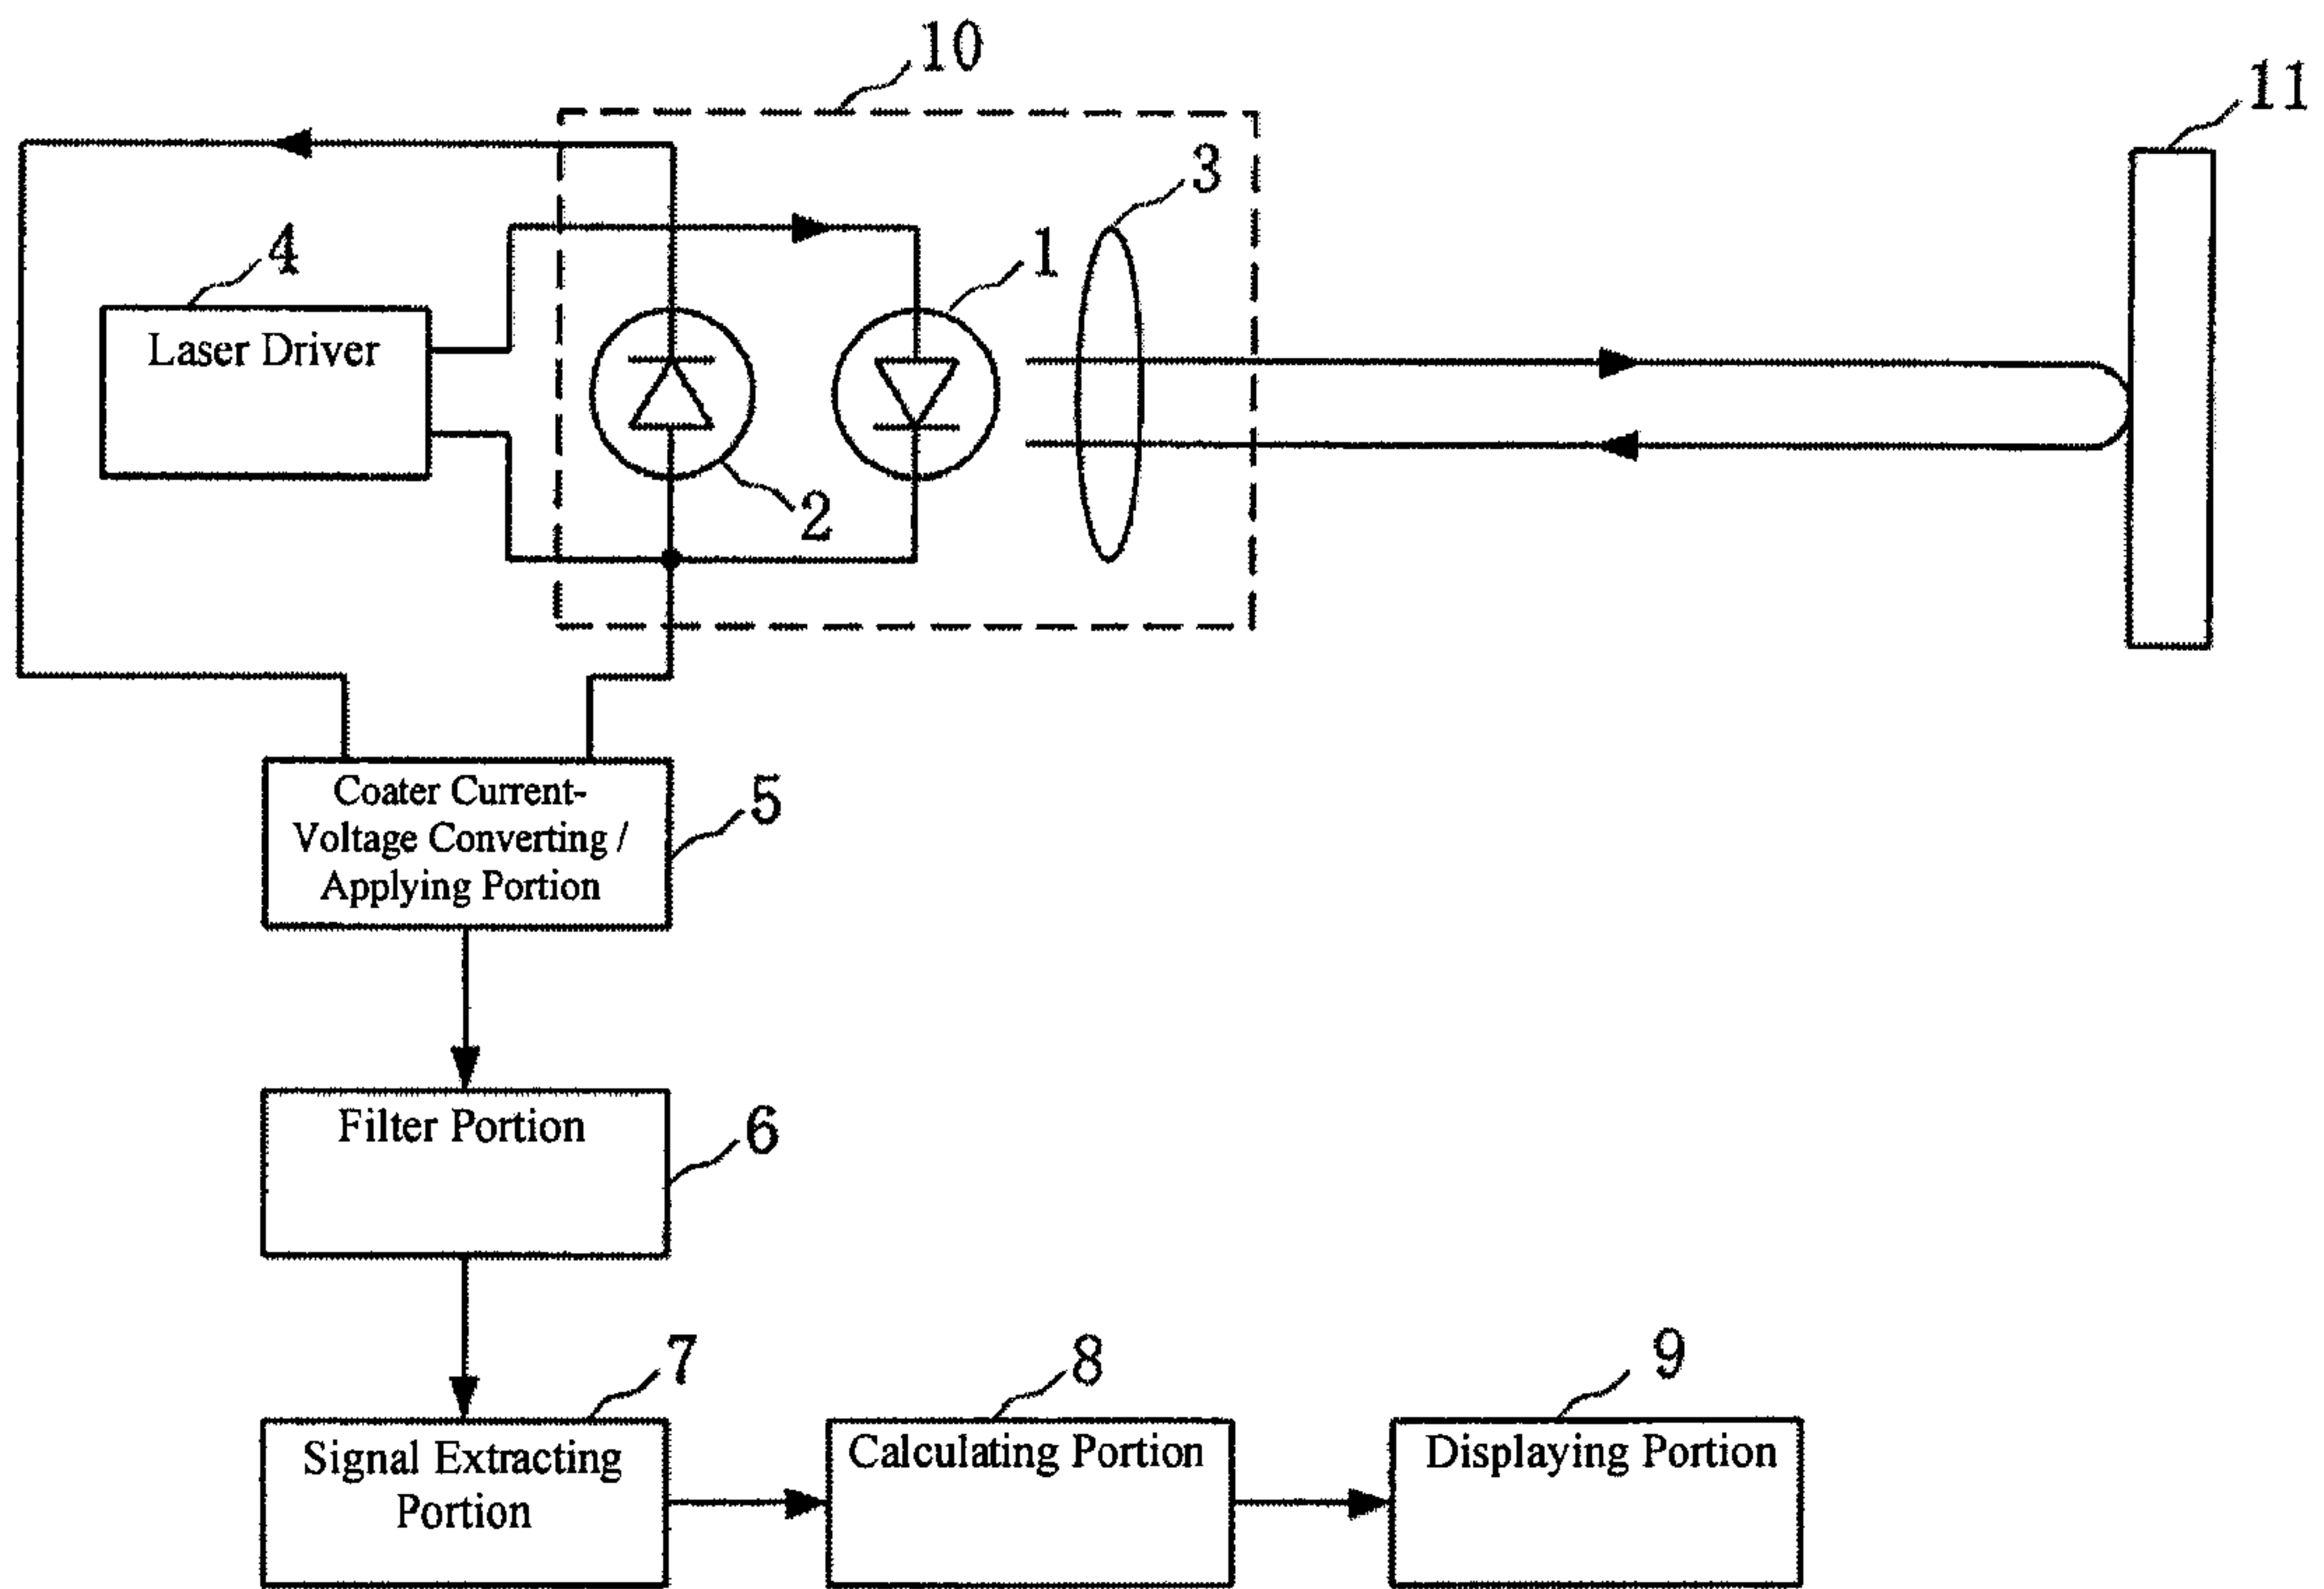 10
11
3
4
1
Laser Driver
2
Coater Current-
Voltage Converting /
Applying Portion
5
Filter Portion
6
7
8
9
Signal Extracting
Portion
Calculating Portion
Displaying Portion